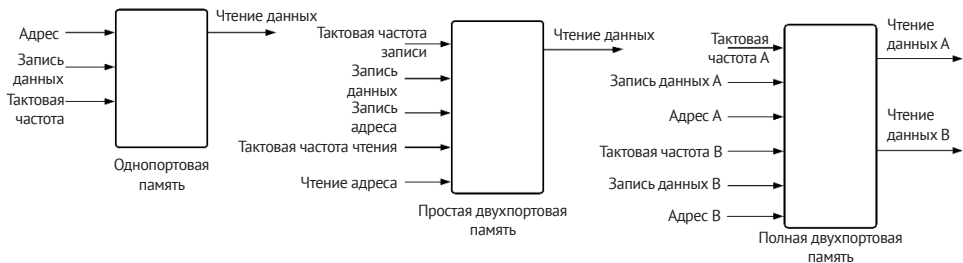 Адрес
Запись
данных
Тактовая
частота
Чтение данных
Однопортовая
память
Тактовая частота
записи
Запись
данных
Запись
адреса
Тактовая частота чтения
Чтение адреса
Чтение данных
Простая двухпортовая
память
Тактовая
частота A
Запись данных A
Адрес A
Тактовая частота B
Запись данных B
Адрес B
Чтение
данных A
Чтение
данных B
Полная двухпортовая
память